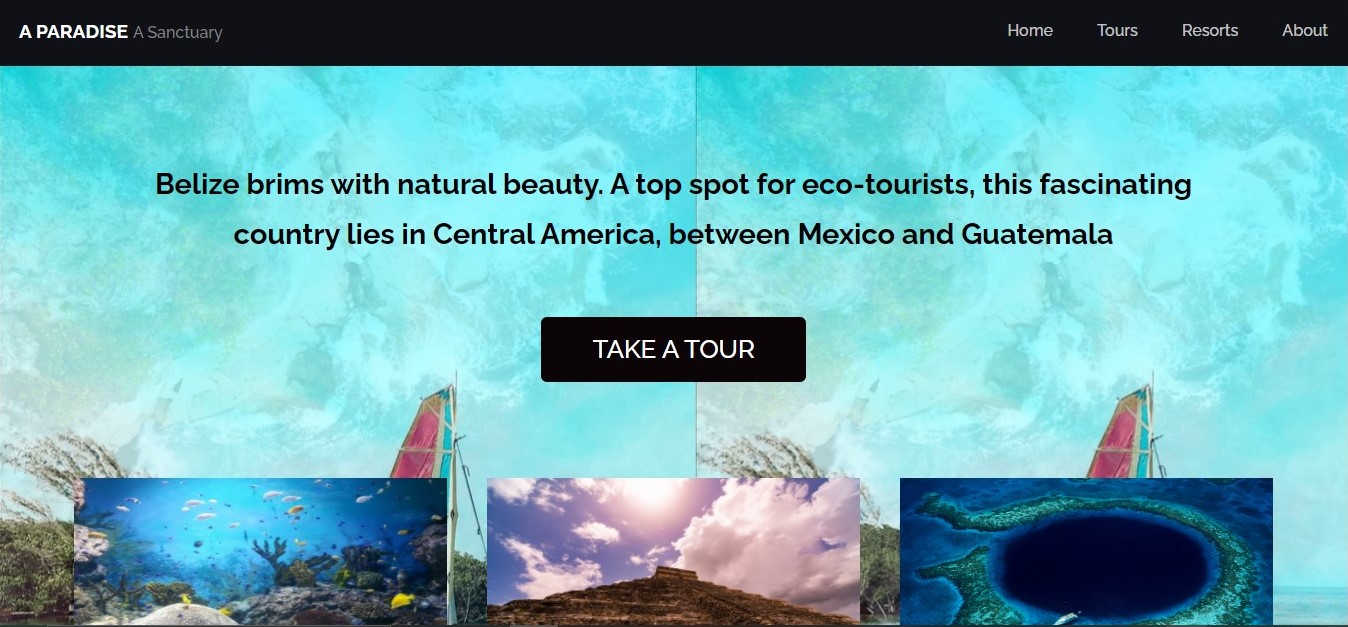 A PARADISE A Sanctuary
Home Tours Resorts About
Belize brims with natural beauty. A top spot for eco-tourists, this fascinating
country lies in Central America, between Mexico and Guatemala
TAKE A TOUR